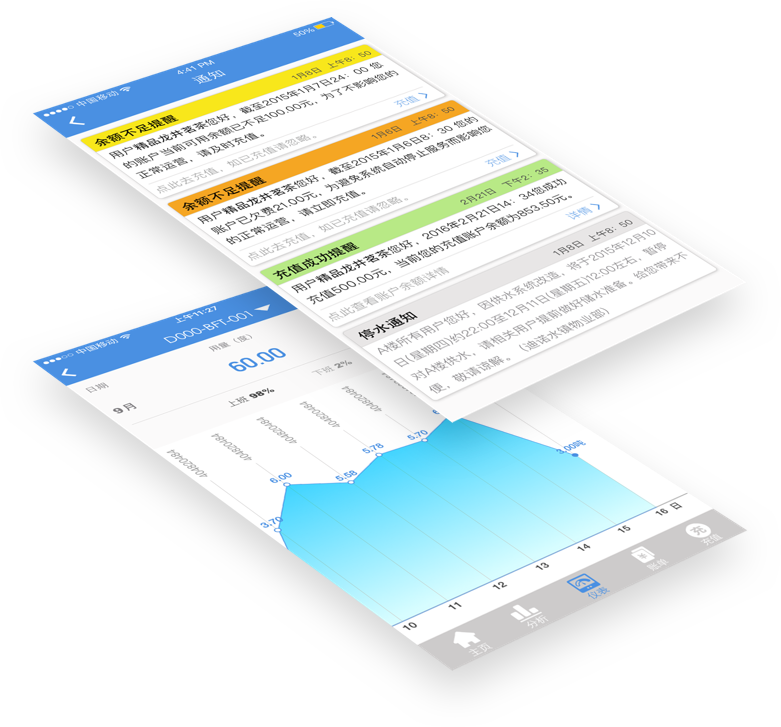 中国移动
4:41 PM
50%
通知
余额不足提醒
1月8日 上午8：50
用户精品龙井茗茶您好，截至2015年1月7日24：00 您
的账户当前可用余额已不足100.00元，为了不影响您的
正常运营，请及时充值。
点此去充值，如已充值请忽略。
充值
余额不足提醒
1月6日 上午8：50
用户精品龙井茗茶您好，截至2015年1月6日8：30 您的
账户已欠费21.00元，为避免系统自动停止服务而影响您
的正常运营，请立即充值。
点此去充值，如已充值请忽略。
充值
充值成功提醒
2月21日 下午2：35
用户精品龙井茗茶您好，2016年2月21日14：34您成功
充值500.00元，当前您的充值账户余额为853.50元。
点此查看账户余额详情
详情
停水通知
1月8日 上午8：50
A楼所有用户您好，因供水系统改造，将于2015年12月10
日(星期四)约22:00至12月11日(星期五)12:00左右，暂停
对A楼供水，请相关用户提前做好储水准备。给您带来不
便，敬请谅解。（迪诺水镇物业部）
中国移动
上午11:27
D000-BFT-001
日期
用量（度）
9月
60.00
上班 98%
下班 2%
3.70
6.00
5.58
5.78
5.70
3.00吨
10
11
12
13
14
15
16 日
主页
分析
仪表
账单
充
充值